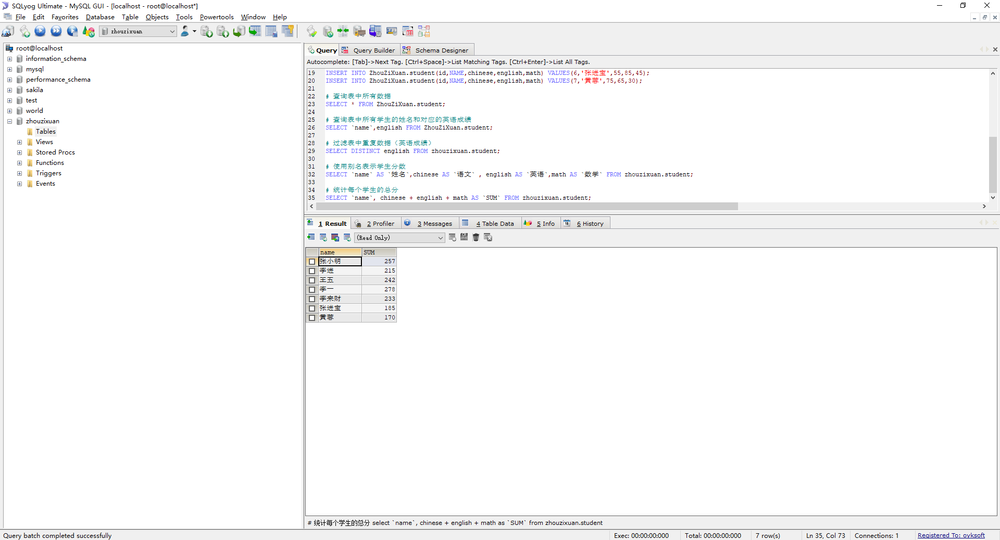 SQLyog Ultimate - MySQL GUI - [localhost - root@localhost*]
File Edit Favorites Database Table Objects Tools Powertools Window Help
zhouzixuan
root@localhost
information_schema
mysql
performance_schema
sakila
test
world
zhouzixuan
Tables
Views
Stored Procs
Functions
Triggers
Events
Query Query Builder Schema Designer
Autocomplete: [Tab]->Next Tag. [Ctrl+Space]->List Matching Tags. [Ctrl+Enter]->List All Tags.
19 INSERT INTO ZhouZiXuan.student(id,NAME,chinese,english,math) VALUES(6,'张进宝',55,85,45);
20 INSERT INTO ZhouZiXuan.student(id,NAME,chinese,english,math) VALUES(7,'黄蓉',75,65,30);
21
22 # 查询表中所有数据
23 SELECT * FROM ZhouZiXuan.student;
24
25 # 查询表中所有学生的姓名和对应的英语成绩
26 SELECT `name`,english FROM ZhouZiXuan.student;
27
28 # 过滤表中重复数据（英语成绩）
29 SELECT DISTINCT english FROM zhouzixuan.student;
30
31 # 使用别名表示学生分数
32 SELECT `name` AS `姓名`,chinese AS `语文` , english AS `英语`,math AS `数学` FROM zhouzixuan.student;
33
34 # 统计每个学生的总分
35 SELECT `name`, chinese + english + math AS `SUM` FROM zhouzixuan.student;
1 Result 2 Profiler 3 Messages 4 Table Data 5 Info 6 History
(Read Only)
name SUM
张小明 257
李进 215
王五 242
李一 278
李来财 233
张进宝 185
黄蓉 170
# 统计每个学生的总分 select `name`, chinese + english + math as `SUM` from zhouzixuan.student
Query batch completed successfully Exec: 00:00:00:000 Total: 00:00:00:000 7 row(s) Ln 35, Col 73 Connections: 1 Registered To: ovksoft